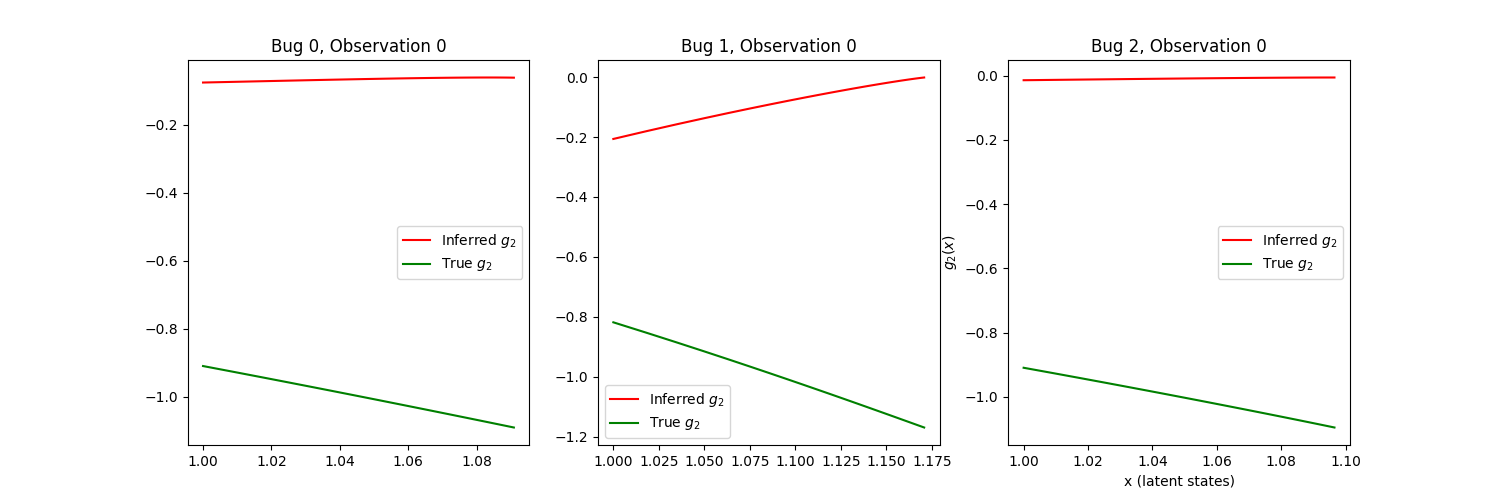 Bug 0, Observation 0
−0.2
−0.4
−0.6
−0.8
−1.0
Inferred g₂
True g₂
1.00 1.02 1.04 1.06 1.08
Bug 1, Observation 0
0.0
−0.2
−0.4
−0.6
−0.8
−1.0
−1.2
Inferred g₂
True g₂
1.000 1.025 1.050 1.075 1.100 1.125 1.150 1.175
Bug 2, Observation 0
g₂(x)
0.0
−0.2
−0.4
−0.6
−0.8
−1.0
Inferred g₂
True g₂
1.00 1.02 1.04 1.06 1.08 1.10
x (latent states)